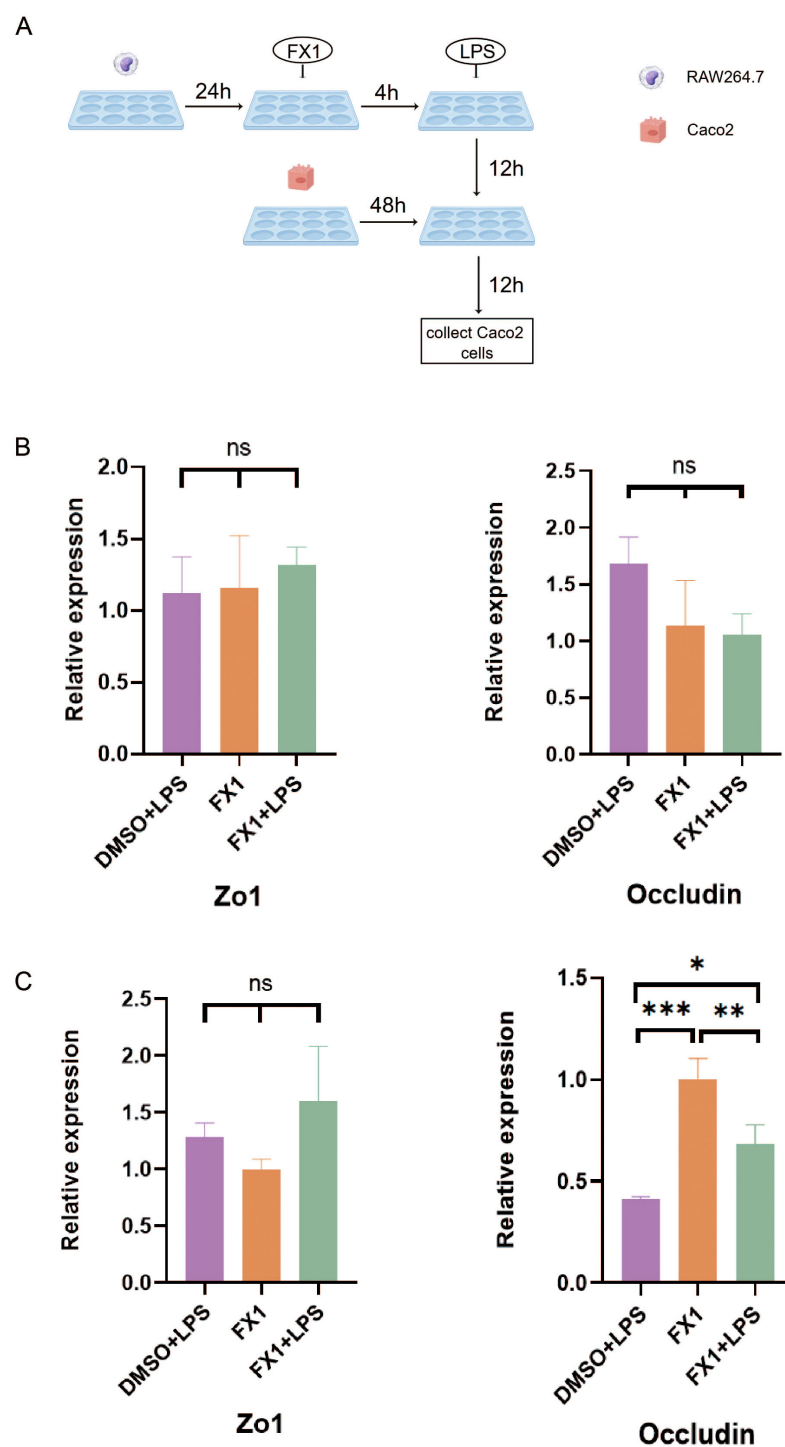 A
FX1
LPS
RAW264.7
24h
4h
Caco2
12h
48h
12h
collect Caco2
cells
B
ns
2.0
1.5
1.0
0.5
0.0
Relative expression
DMSO+LPS
FX1
FX1+LPS
Zo1
ns
2.5
2.0
1.5
1.0
0.5
0.0
Relative expression
DMSO+LPS
FX1
FX1+LPS
Occludin
C
ns
2.5
2.0
1.5
1.0
0.5
0.0
Relative expression
DMSO+LPS
FX1
FX1+LPS
Zo1
*
***
**
1.5
1.0
0.5
0.0
Relative expression
DMSO+LPS
FX1
FX1+LPS
Occludin